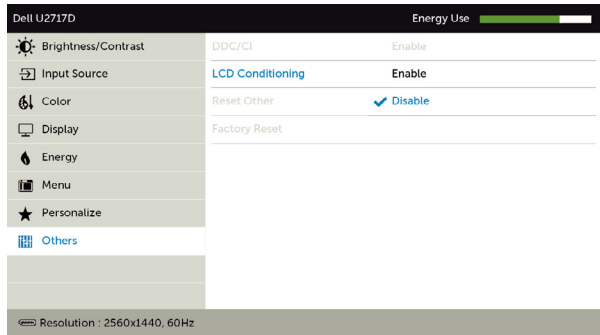 Dell U2717D Energy Use
Brightness/Contrast DDC/CI Enable
Input Source LCD Conditioning Enable
Color Reset Other Disable
Display Factory Reset
Energy
Menu
Personalize
Others
Resolution : 2560x1440, 60Hz